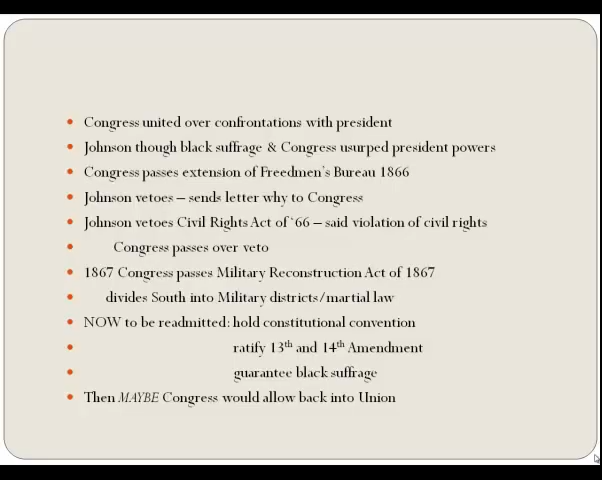 Congress united over confrontations with president
Johnson though black suffrage & Congress usurped president powers
Congress passes extension of Freedmen's Bureau 1866
Johnson vetoes – sends letter why to Congress
Johnson vetoes Civil Rights Act of '66 – said violation of civil rights
Congress passes over veto
1867 Congress passes Military Reconstruction Act of 1867
divides South into Military districts/martial law
NOW to be readmitted: hold constitutional convention
ratify 13th and 14th Amendment
guarantee black suffrage
Then MAYBE Congress would allow back into Union